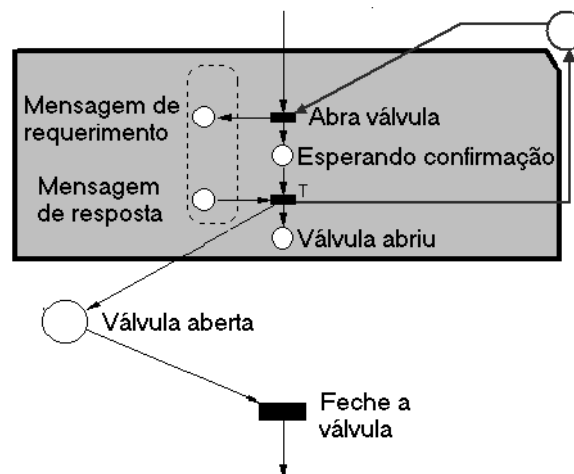 Mensagem de
requerimento
Abra válvula
Esperando confirmação
Mensagem
de resposta
T
Válvula abriu
Válvula aberta
Feche a
válvula